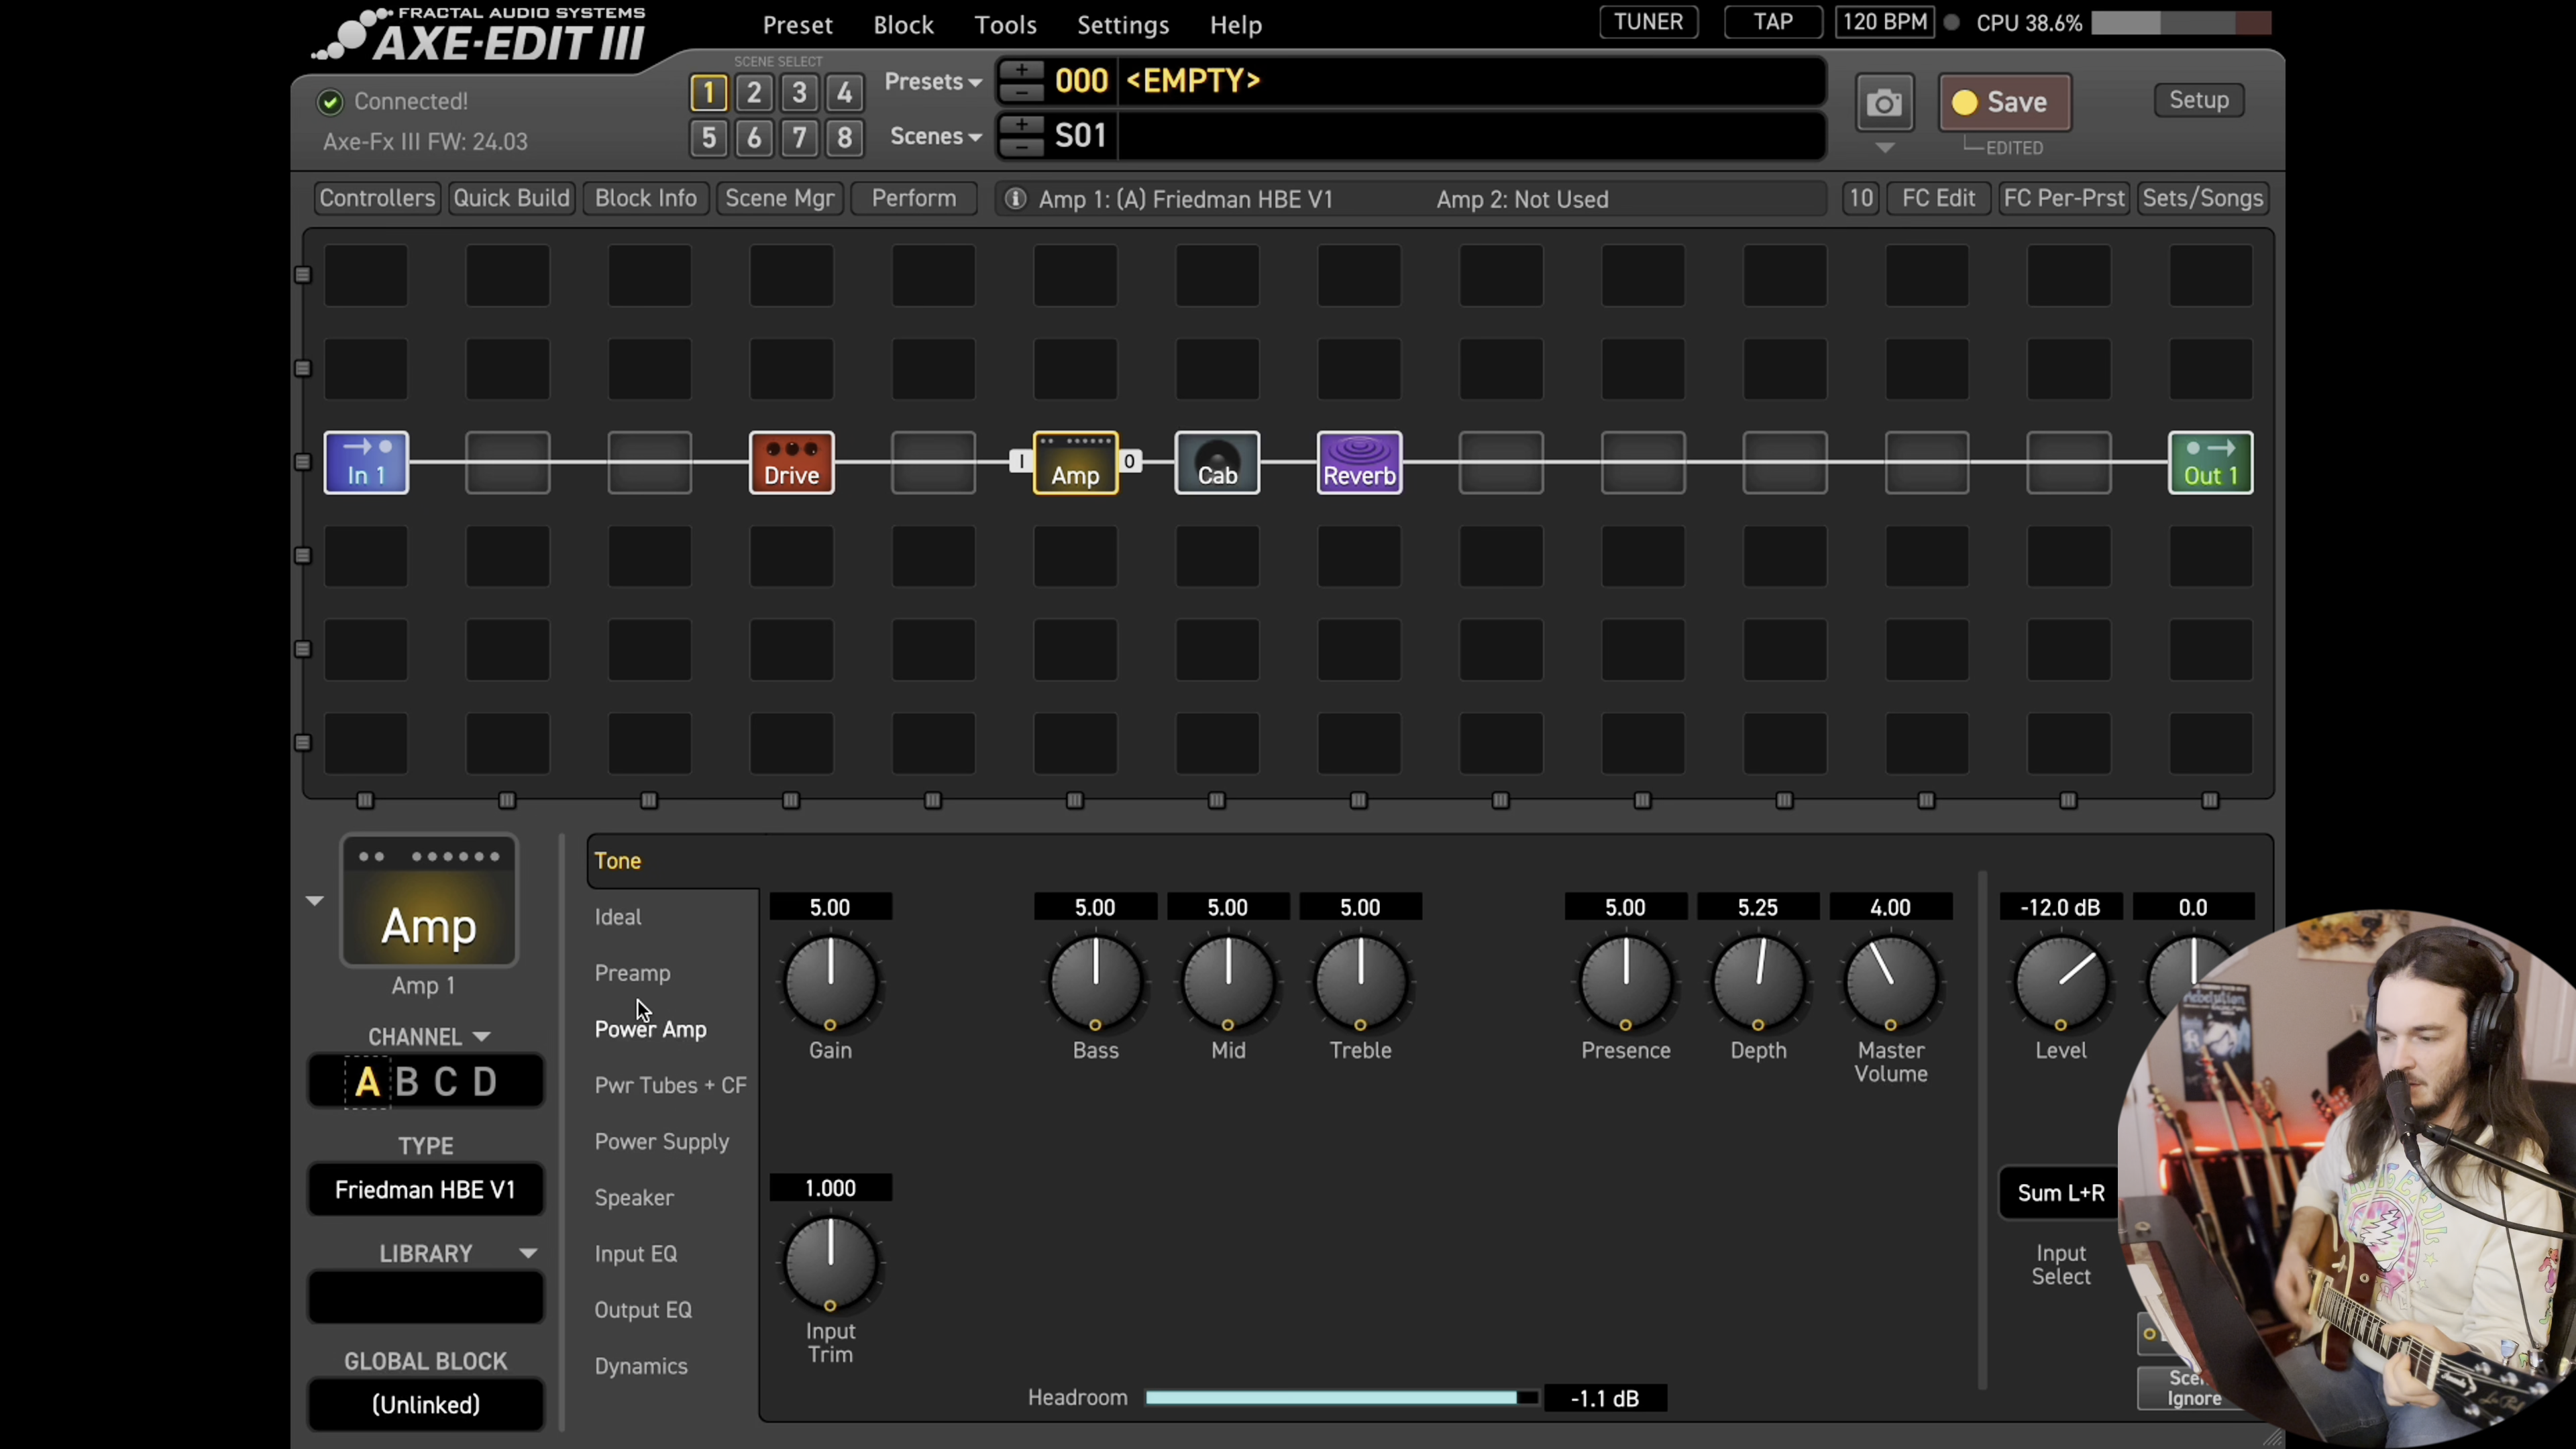 FRACTAL AUDIO SYSTEMS
AXE-EDIT III
Preset Block Tools Settings Help
TUNER TAP 120 BPM CPU 38.6%
Connected!
Axe-Fx III FW: 24.03
SCENE SELECT
1 2 3 4
5 6 7 8
Presets 000 <EMPTY>
Scenes S01
Save
EDITED
Setup
Controllers Quick Build Block Info Scene Mgr Perform
Amp 1: (A) Friedman HBE V1 Amp 2: Not Used
10 FC Edit FC Per-Prst Sets/Songs
In 1 Drive I Amp O Cab Reverb Out 1
Amp
Amp 1
CHANNEL
A B C D
TYPE
Friedman HBE V1
LIBRARY
GLOBAL BLOCK
(Unlinked)
Tone
Ideal
Preamp
Power Amp
Pwr Tubes + CF
Power Supply
Speaker
Input EQ
Output EQ
Dynamics
5.00 5.00 5.00 5.00 5.00 5.25 4.00 -12.0 dB 0.0
Gain Bass Mid Treble Presence Depth Master Volume Level
1.000
Input
Trim
Sum L+R
Input
Select
Headroom -1.1 dB
Ignore